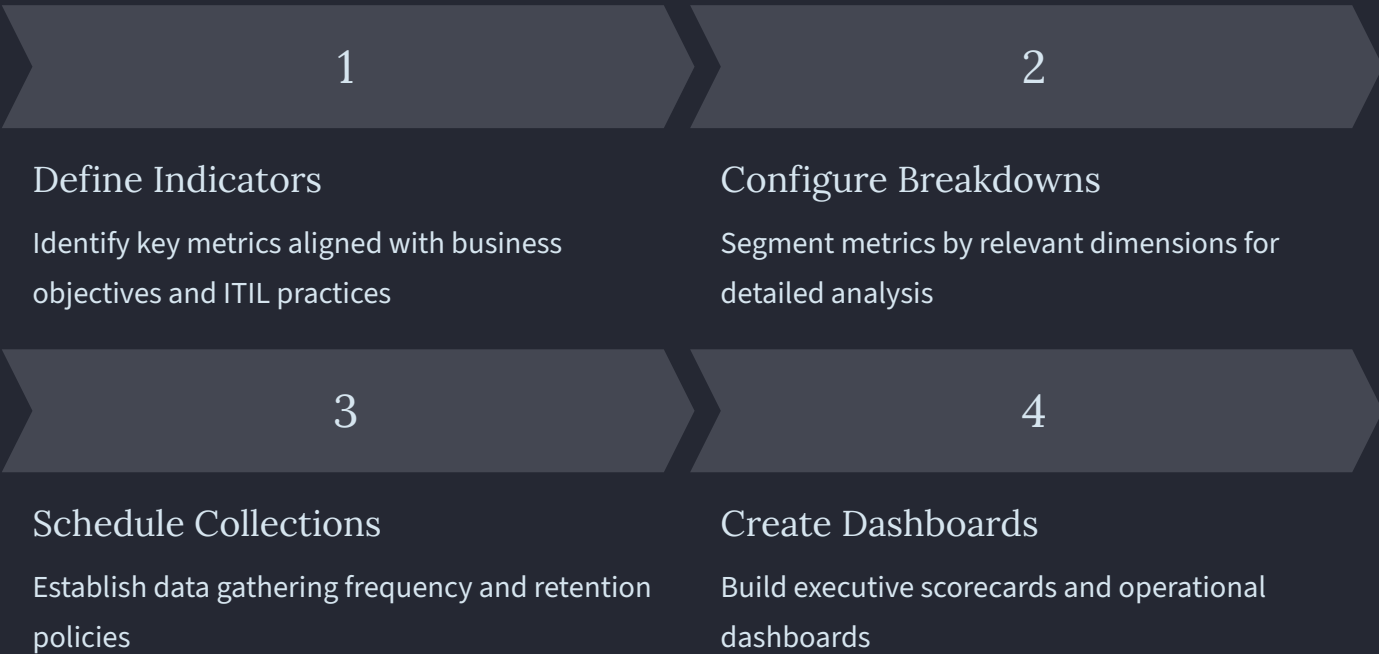 1
2
Define Indicators
Identify key metrics aligned with business
objectives and ITIL practices
Configure Breakdowns
Segment metrics by relevant dimensions for
detailed analysis
3
4
Schedule Collections
Establish data gathering frequency and retention
policies
Create Dashboards
Build executive scorecards and operational
dashboards